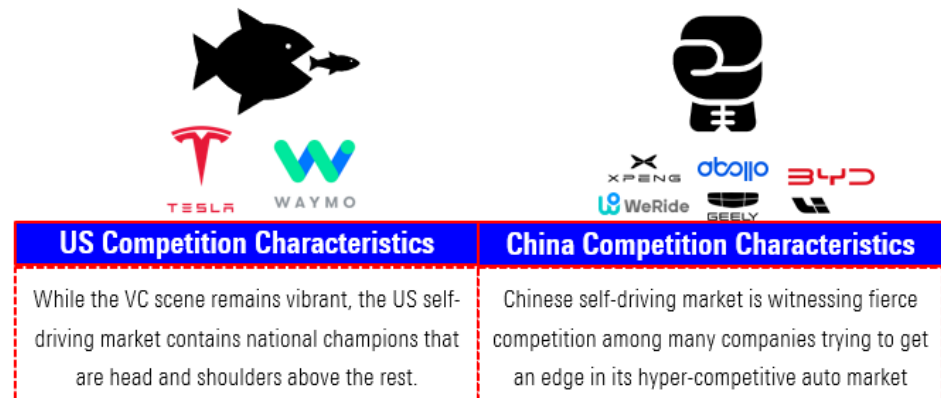 TESLA
WAYMO
XPENG
apollo
BYD
WeRide
GEELY
US Competition Characteristics
China Competition Characteristics
While the VC scene remains vibrant, the US self-
driving market contains national champions that
are head and shoulders above the rest.
Chinese self-driving market is witnessing fierce
competition among many companies trying to get
an edge in its hyper-competitive auto market